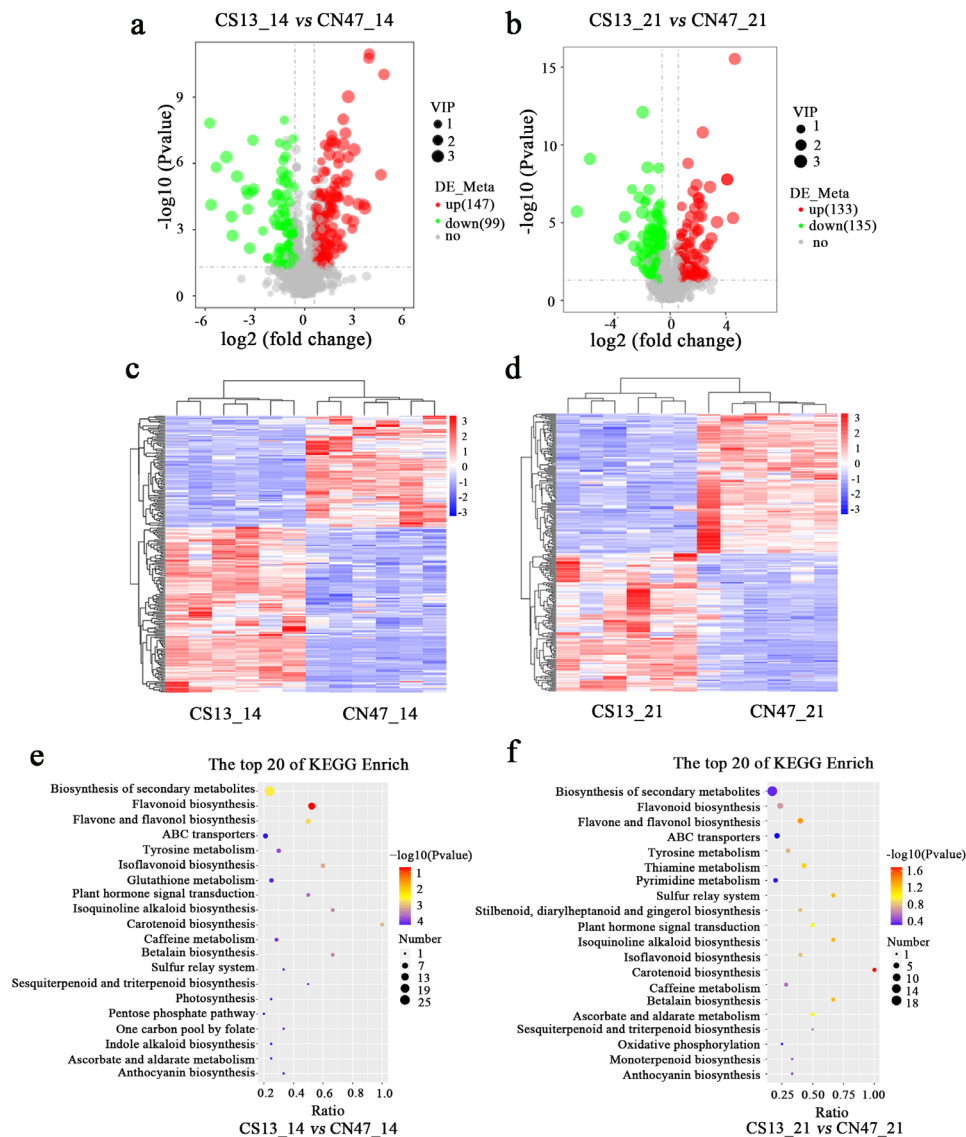 a
CS13_14 vs CN47_14
-log10 (Pvalue)
9
6
3
0
-6
-3
0
3
6
log2 (fold change)
VIP
1
2
3
DE_Meta
up(147)
down(99)
no
b
CS13_21 vs CN47_21
-log10 (Pvalue)
15
10
5
0
-4
0
4
log2 (fold change)
VIP
1
2
3
DE_Meta
up(133)
down(135)
no
c
3
2
1
0
-1
-2
-3
CS13_14
CN47_14
d
3
2
1
0
-1
-2
-3
CS13_21
CN47_21
e
The top 20 of KEGG Enrich
Biosynthesis of secondary metabolites
Flavonoid biosynthesis
Flavone and flavonol biosynthesis
ABC transporters
Tyrosine metabolism
Isoflavonoid biosynthesis
Glutathione metabolism
Plant hormone signal transduction
Isoquinoline alkaloid biosynthesis
Carotenoid biosynthesis
Caffeine metabolism
Betalain biosynthesis
Sulfur relay system
Sesquiterpenoid and triterpenoid biosynthesis
Photosynthesis
Pentose phosphate pathway
One carbon pool by folate
Indole alkaloid biosynthesis
Ascorbate and aldarate metabolism
Anthocyanin biosynthesis
0.2
0.4
0.6
0.8
1.0
Ratio
CS13_14 vs CN47_14
−log10(Pvalue)
1
2
3
4
Number
1
7
13
19
25
f
The top 20 of KEGG Enrich
Biosynthesis of secondary metabolites
Flavonoid biosynthesis
Flavone and flavonol biosynthesis
ABC transporters
Tyrosine metabolism
Thiamine metabolism
Pyrimidine metabolism
Sulfur relay system
Stilbenoid, diarylheptanoid and gingerol biosynthesis
Plant hormone signal transduction
Isoquinoline alkaloid biosynthesis
Isoflavonoid biosynthesis
Carotenoid biosynthesis
Caffeine metabolism
Betalain biosynthesis
Ascorbate and aldarate metabolism
Sesquiterpenoid and triterpenoid biosynthesis
Oxidative phosphorylation
Monoterpenoid biosynthesis
Anthocyanin biosynthesis
0.25
0.50
0.75
1.00
Ratio
CS13_21 vs CN47_21
-log10(Pvalue)
1.6
1.2
0.8
0.4
Number
1
5
10
14
18